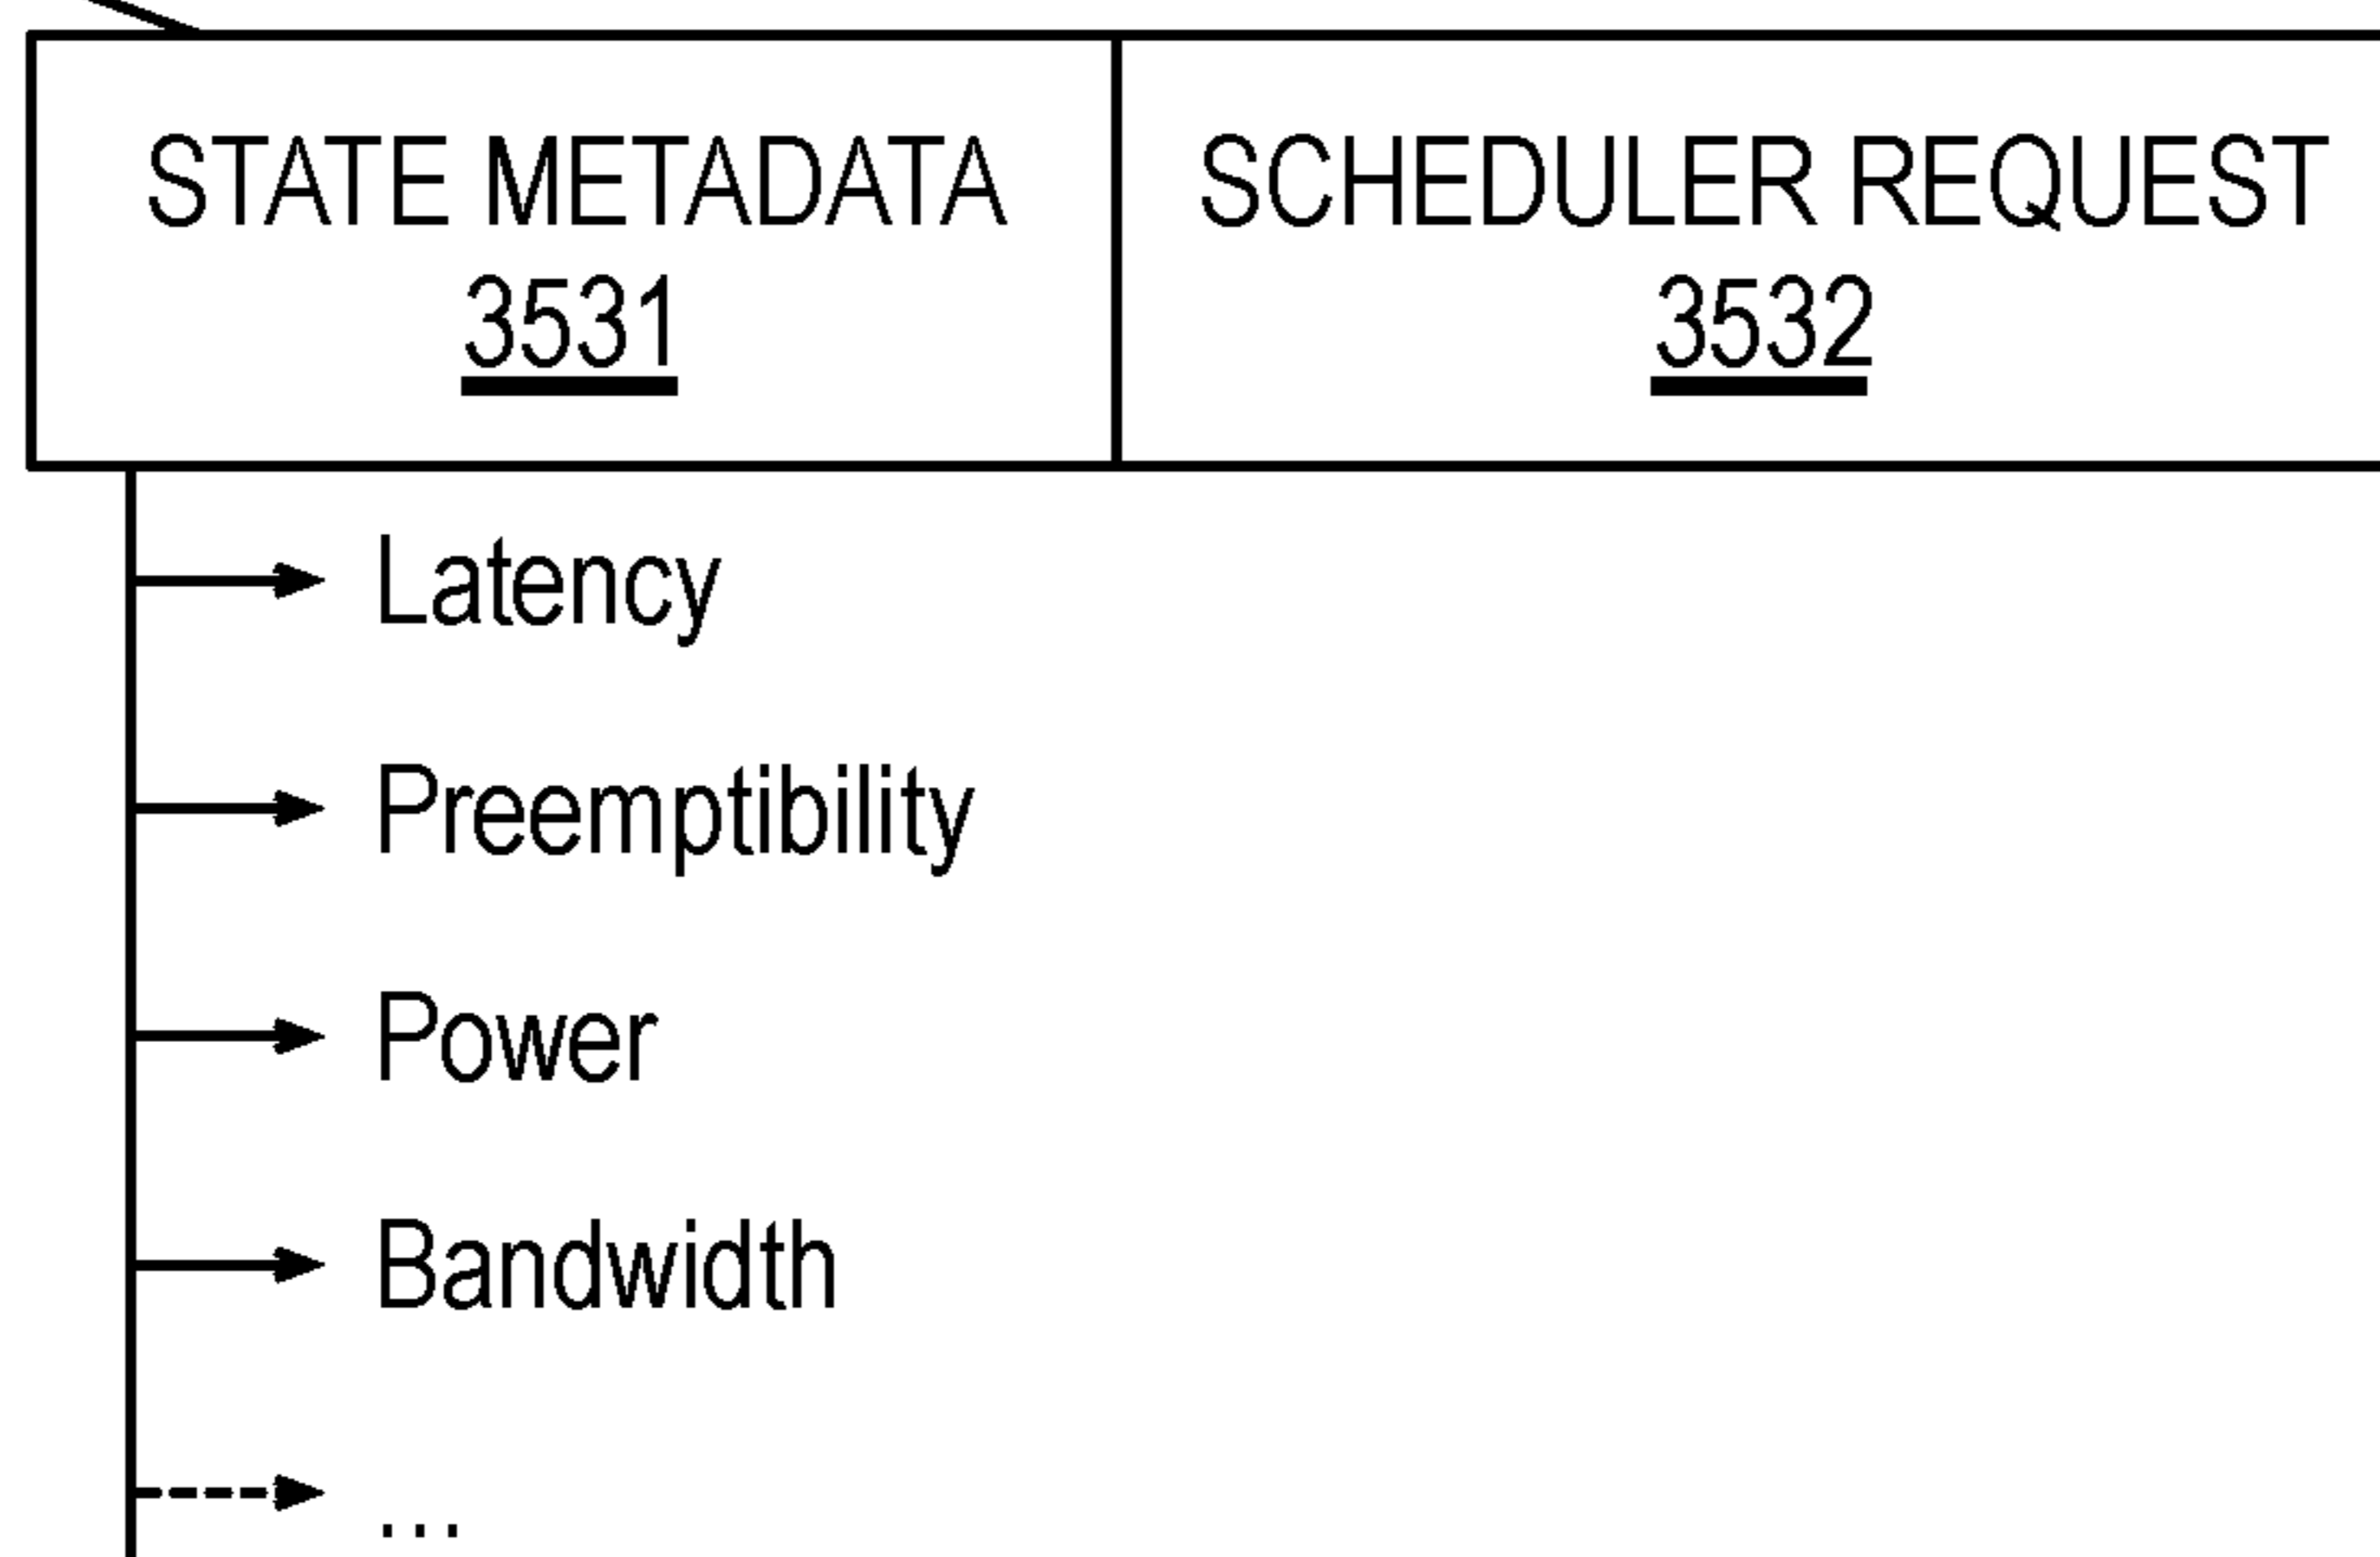 STATE METADATA
3531
SCHEDULER REQUEST
3532
Latency
Preemptibility
Power
Bandwidth
...